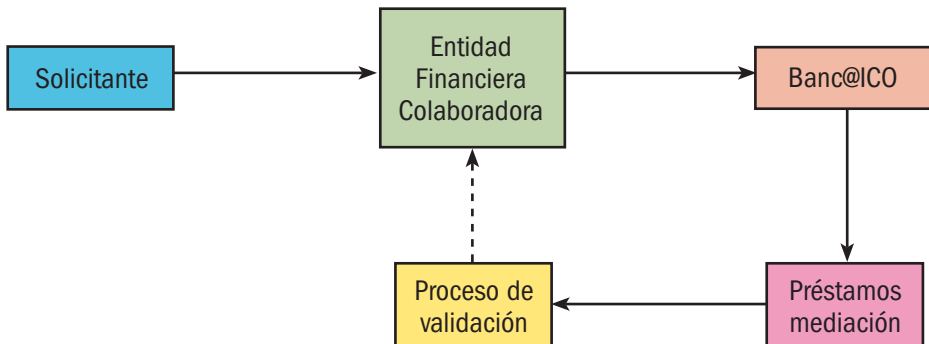 Solicitante
Entidad
Financiera
Colaboradora
Banc@ICO
Proceso de
validación
Préstamos
mediación